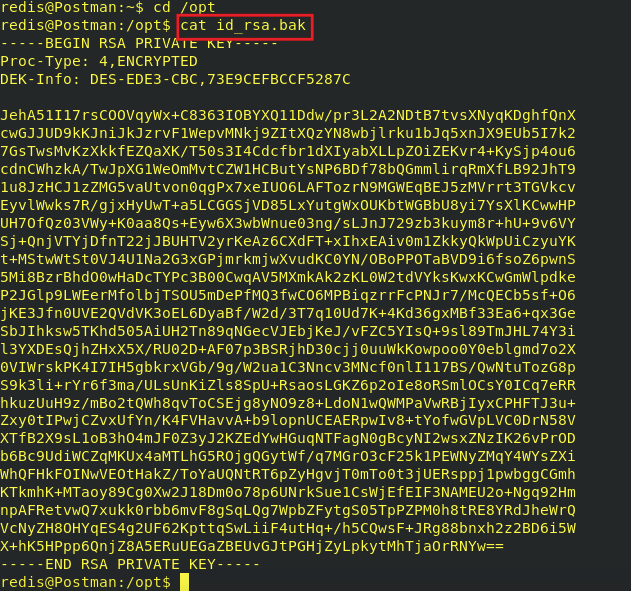 redis@Postman:~$ cd /opt
redis@Postman:/opt$ cat id_rsa.bak
-----BEGIN RSA PRIVATE KEY-----
Proc-Type: 4,ENCRYPTED
DEK-Info: DES-EDE3-CBC,73E9CEFBCCF5287C

JehA51I17rsCOOVqyWx+C8363IOBYXQ11Ddw/pr3L2A2NDtB7tvsXNyqKDghfQnX
cwGJJUD9kKJniJkJzrvF1WepvMNkj9ZItXQzYN8wbjlrku1bJq5xnJX9EUb5I7k2
7GsTwsMvKzXkkfEZQaXK/T50s3I4Cdcfbr1dXIyabXLLpZOiZEKvr4+KySjp4ou6
cdnCWhzkA/TwJpXG1WeOmMvtCZW1HCButYsNP6BDf78bQGmmlirqRmXfLB92JhT9
1u8JzHCJ1zZMG5vaUtvon0qgPx7xeIUO6LAFTozrN9MGWEqBEJ5zMVrrt3TGVkcv
EyvlWwks7R/gjxHyUwT+a5LCGGSjVD85LxYutgWxOUKbtWGBbU8yi7YsXlKCwwHP
UH7OfQz03VWy+K0aa8Qs+Eyw6X3wbWnue03ng/sLJnJ729zb3kuym8r+hU+9v6VY
Sj+QnjVTYjDfnT22jJBUHTV2yrKeAz6CXdFT+xIhxEAiv0m1ZkkyQkWpUiCzyuYK
t+MStwWtSt0VJ4U1Na2G3xGPjmrkmjwXvudKC0YN/OBoPPOTaBVD9i6fsoZ6pwnS
5Mi8BzrBhdO0wHaDcTYPc3B00CwqAV5MXmkAk2zKL0W2tdVYksKwxKCwGmWlpdke
P2JGlp9LWEerMfolbjTSOU5mDePfMQ3fwCO6MPBiqzrrFcPNJr7/McQECb5sf+O6
jKE3Jfn0UVE2QVdVK3oEL6DyaBf/W2d/3T7q10Ud7K+4Kd36gxMBf33Ea6+qx3Ge
SbJIhksw5TKhd505AiUH2Tn89qNGecVJEbjKeJ/vFZC5YIsQ+9sl89TmJHL74Y3i
l3YXDEsQjhZHxX5X/RU02D+AF07p3BSRjhD30cjj0uuWkKowpoo0Y0eblgmd7o2X
0VIWrskPK4I7IH5gbkrxVGb/9g/W2ua1C3Nncv3MNcf0nlI117BS/QwNtuTozG8p
S9k3li+rYr6f3ma/ULsUnKiZls8SpU+RsaosLGKZ6p2oIe8oRSmlOCsY0ICq7eRR
hkuzUuH9z/mBo2tQWh8qvToCSEjg8yNO9z8+LdoN1wQWMPaVwRBjIyxCPHFTJ3u+
Zxy0tIPwjCZvxUfYn/K4FVHavvA+b9lopnUCEAERpwIv8+tYofwGVpLVC0DrN58V
XTfB2X9sL1oB3hO4mJF0Z3yJ2KZEdYwHGuqNTFagN0gBcyNI2wsxZNzIK26vPrOD
b6Bc9UdiWCZqMKUx4aMTLhG5ROjgQGytWf/q7MGrO3cF25k1PEWNyZMqY4WYsZXi
WhQFHkFOINwVEOtHakZ/ToYaUQNtRT6pZyHgvjT0mTo0t3jUERsppj1pwbggCGmh
KTkmhK+MTaoy89Cg0Xw2J18Dm0o78p6UNrkSue1CsWjEfEIF3NAMEU2o+Ngq92Hm
npAFRetvwQ7xukk0rbb6mvF8gSqLQg7WpbZFytgS05TpPZPM0h8tRE8YRdJheWrQ
VcNyZH8OHYqES4g2UF62KpttqSwLiiF4utHq+/h5CQwsF+JRg88bnxh2z2BD6i5W
X+hK5HPpp6QnjZ8A5ERuUEGaZBEUvGJtPGHjZyLpkytMhTjaOrRNYw==
-----END RSA PRIVATE KEY-----
redis@Postman:/opt$